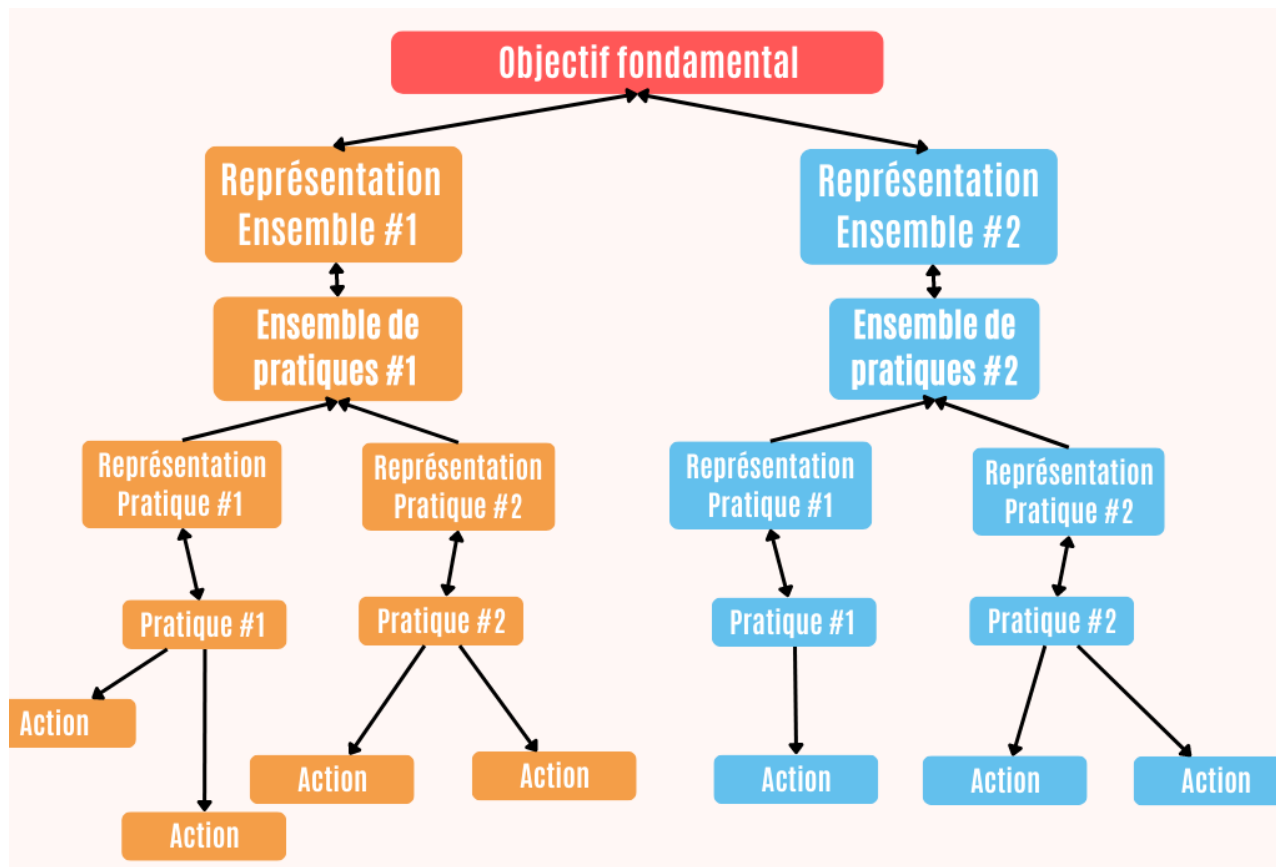 Objectif fondamental
Représentation
Ensemble #1
Représentation
Ensemble #2
Ensemble de
pratiques #1
Ensemble de
pratiques #2
Représentation
Pratique #1
Représentation
Pratique #2
Représentation
Pratique #1
Représentation
Pratique #2
Pratique #1
Pratique #2
Pratique #1
Pratique #2
Action
Action
Action
Action
Action
Action
Action